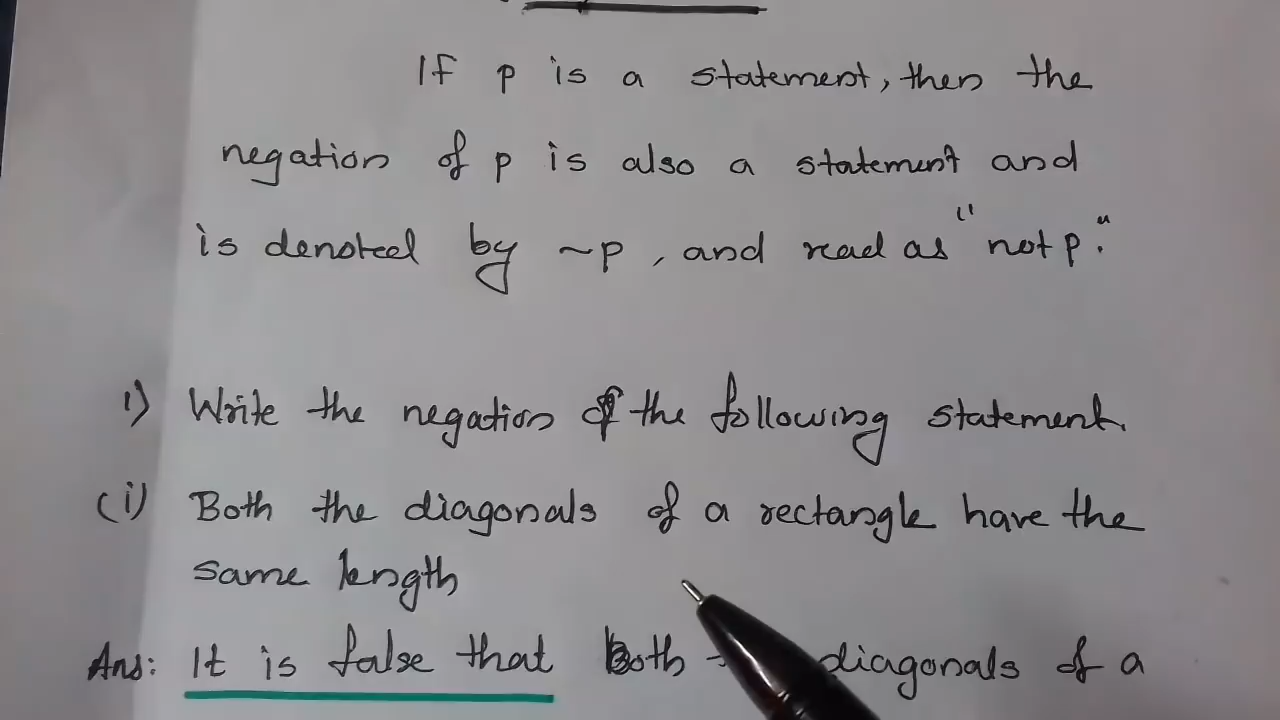 If p is a statement, then the
negation of p is also a statement and
is denoted by ~p, and read as "not p."
1) Write the negation of the following statement.
(i) Both the diagonals of a rectangle have the
same length
Ans: It is false that both diagonals of a